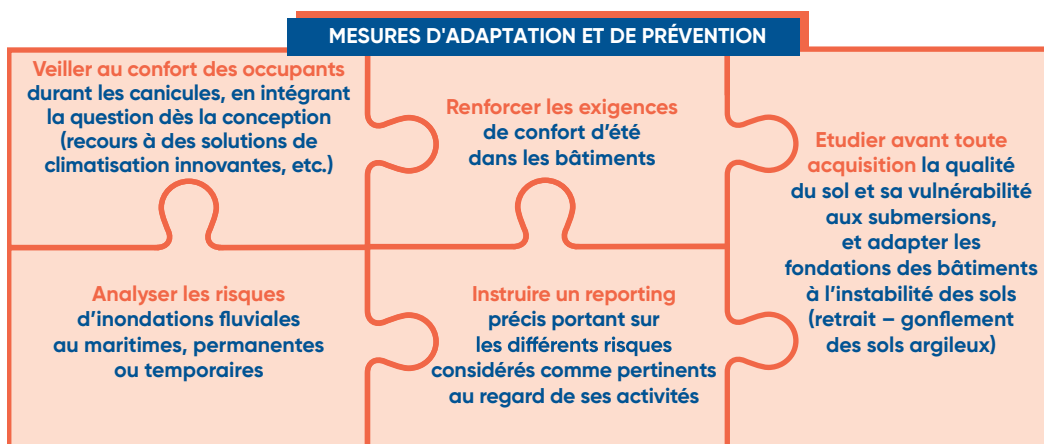 MESURES D'ADAPTATION ET DE PRÉVENTION
Veiller au confort des occupants
durant les canicules, en intégrant
la question dès la conception
(recours à des solutions de
climatisation innovantes, etc.)
Renforcer les exigences
de confort d'été
dans les bâtiments
Etudier avant toute
acquisition la qualité
du sol et sa vulnérabilité
aux submersions,
et adapter les
fondations des bâtiments
à l'instabilité des sols
(retrait – gonflement
des sols argileux)
Analyser les risques
d'inondations fluviales
au maritimes, permanentes
ou temporaires
Instruire un reporting
précis portant sur
les différents risques
considérés comme pertinents
au regard de ses activités